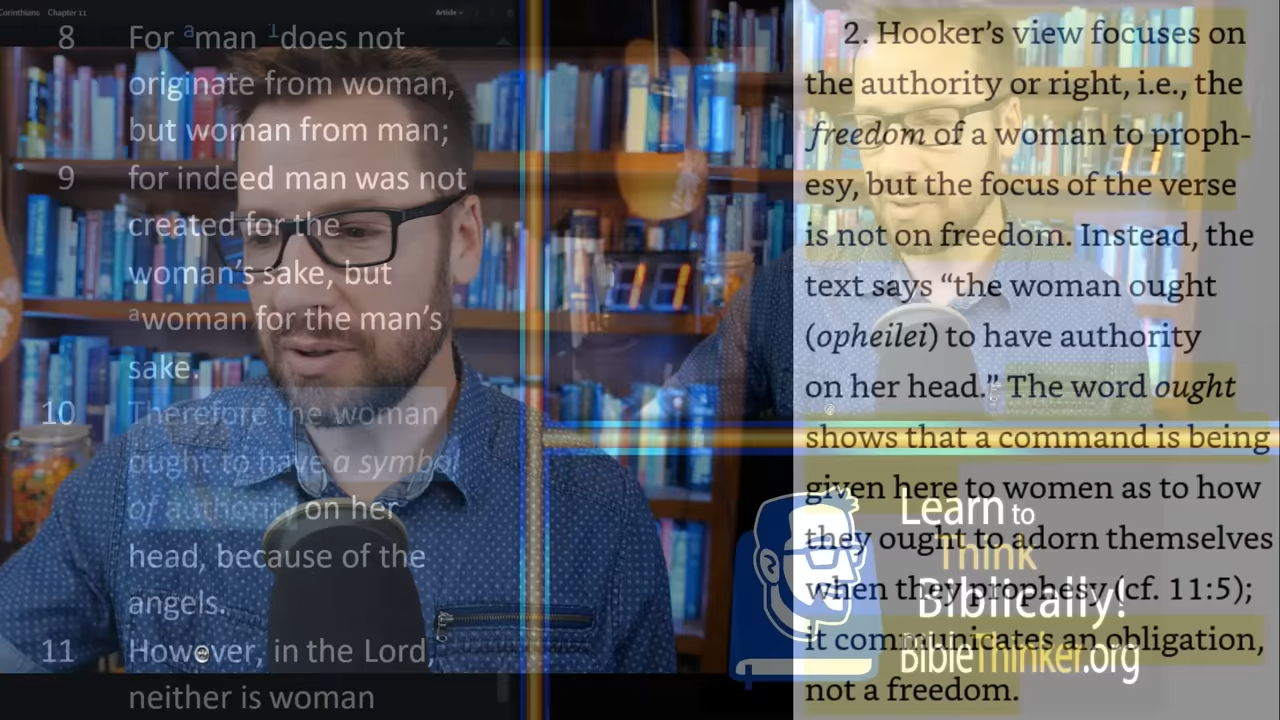 Corinthians Chapter 11
Article
8 For ᵃman ¹does not
originate from woman,
but woman from man;
9 for indeed man was not
created for the
woman’s sake, but
ᵃwoman for the man’s
sake.
10 Therefore the woman
ought to have a symbol
of on her
head, because of the
angels.
11 However, in the Lord,
neither is woman
11
2. Hooker’s view focuses on
the authority or right, i.e., the
freedom of a woman to proph-
esy, but the focus of the verse
is not on freedom. Instead, the
text says “the woman ought
(opheilei) to have authority
on her head.” The word ought
shows that a command is being
given here to women as to how
they ought to adorn themselves
when they prophesy (cf. 11:5);
it communicates an obligation,
not a freedom.
Learn to
Think
Biblically!
BibleThinker.org